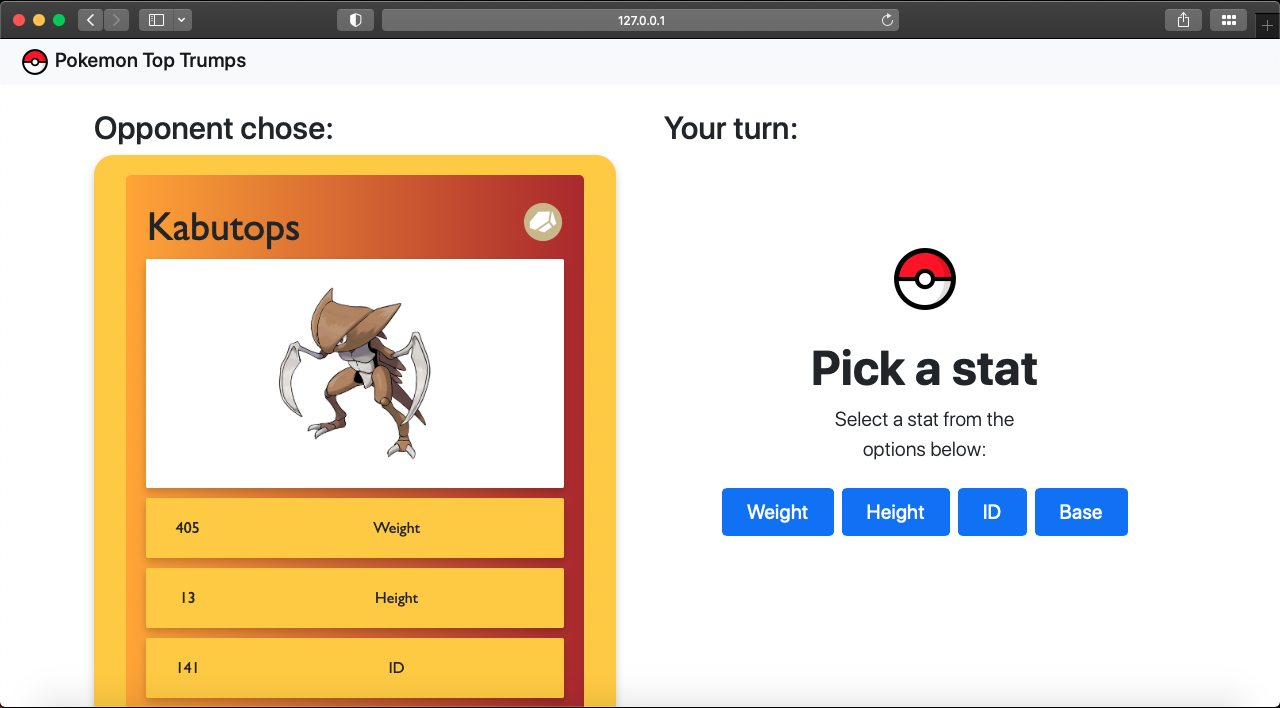 127.0.0.1
Pokemon Top Trumps
Opponent chose:
Kabutops
405 Weight
13 Height
141 ID
Your turn:
Pick a stat
Select a stat from the
options below:
Weight Height ID Base